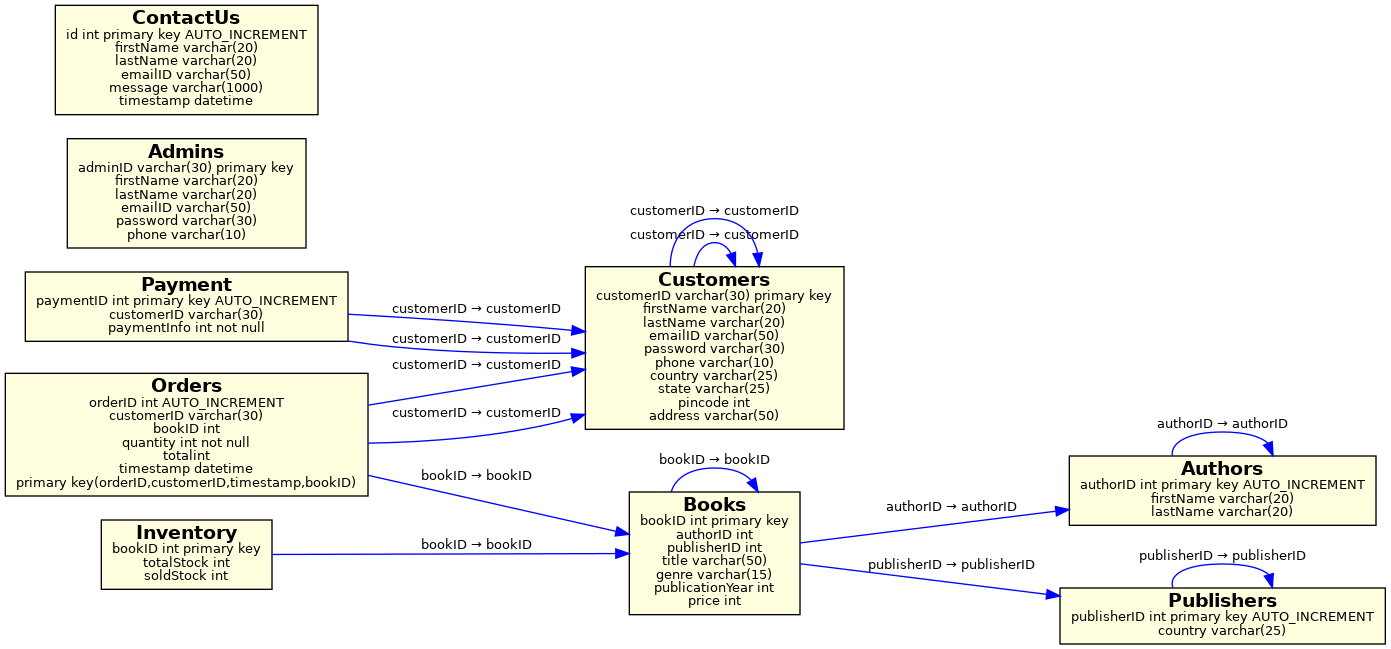 ContactUs
id int primary key AUTO_INCREMENT
firstName varchar(20)
lastName varchar(20)
emailID varchar(50)
message varchar(1000)
timestamp datetime
Admins
adminID varchar(30) primary key
firstName varchar(20)
lastName varchar(20)
emailID varchar(50)
password varchar(30)
phone varchar(10)
Payment
paymentID int primary key AUTO_INCREMENT
customerID varchar(30)
paymentInfo int not null
Orders
orderID int AUTO_INCREMENT
customerID varchar(30)
bookID int
quantity int not null
totalint
timestamp datetime
primary key(orderID,customerID,timestamp,bookID)
Inventory
bookID int primary key
totalStock int
soldStock int
customerID → customerID
customerID → customerID
customerID → customerID
customerID → customerID
bookID → bookID
bookID → bookID
customerID → customerID
customerID → customerID
Customers
customerID varchar(30) primary key
firstName varchar(20)
lastName varchar(20)
emailID varchar(50)
password varchar(30)
phone varchar(10)
country varchar(25)
state varchar(25)
pincode int
address varchar(50)
bookID → bookID
Books
bookID int primary key
authorID int
publisherID int
title varchar(50)
genre varchar(15)
publicationYear int
price int
authorID → authorID
publisherID → publisherID
authorID → authorID
Authors
authorID int primary key AUTO_INCREMENT
firstName varchar(20)
lastName varchar(20)
publisherID → publisherID
Publishers
publisherID int primary key AUTO_INCREMENT
country varchar(25)